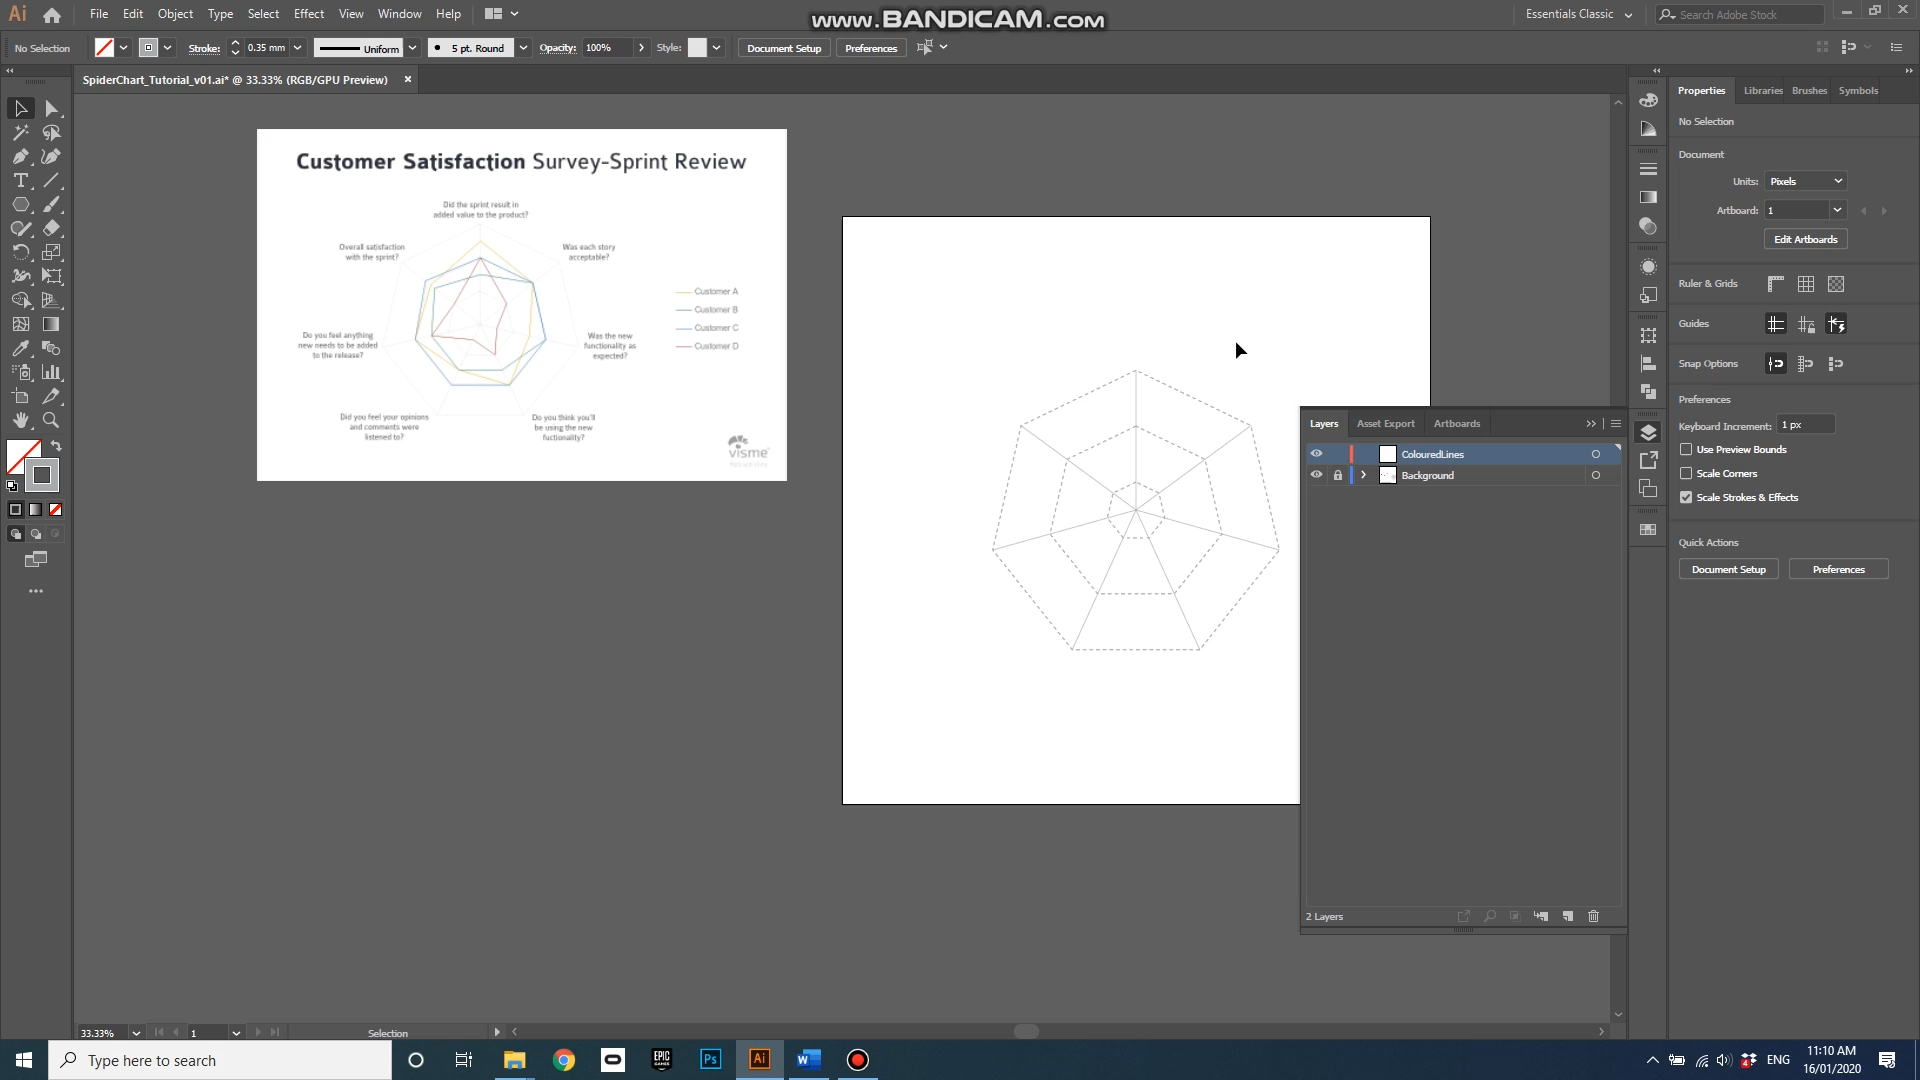 Ai File Edit Object Type Select Effect View Window Help
www.BANDICAM.com
Essentials Classic Search Adobe Stock
No Selection Stroke: 0.35 mm Uniform 5 pt. Round Opacity: 100% Style: Document Setup Preferences
SpiderChart_Tutorial_v01.ai* @ 33.33% (RGB/GPU Preview) ×
Customer Satisfaction Survey-Sprint Review
Did the sprint result in
added value to the product?
Overall satisfaction
with the sprint?
Was each story
acceptable?
Customer A
Customer B
Customer C
Customer D
Do you feel anything
new needs to be added
to the release?
Was the new
functionality as
expected?
Did you feel your opinions
and comments were
listened to?
Do you think you'll
be using the new
fuctionality?
visme
Layers Asset Export Artboards
ColouredLines
Background
2 Layers
Properties Libraries Brushes Symbols
No Selection
Document
Units: Pixels
Artboard: 1
Edit Artboards
Ruler & Grids
Guides
Snap Options
Preferences
Keyboard Increment: 1 px
Use Preview Bounds
Scale Corners
Scale Strokes & Effects
Quick Actions
Document Setup Preferences
33.33% 1 Selection
Type here to search
EPIC GAMES
Ps
Ai
W
4
ENG
11:10 AM
16/01/2020